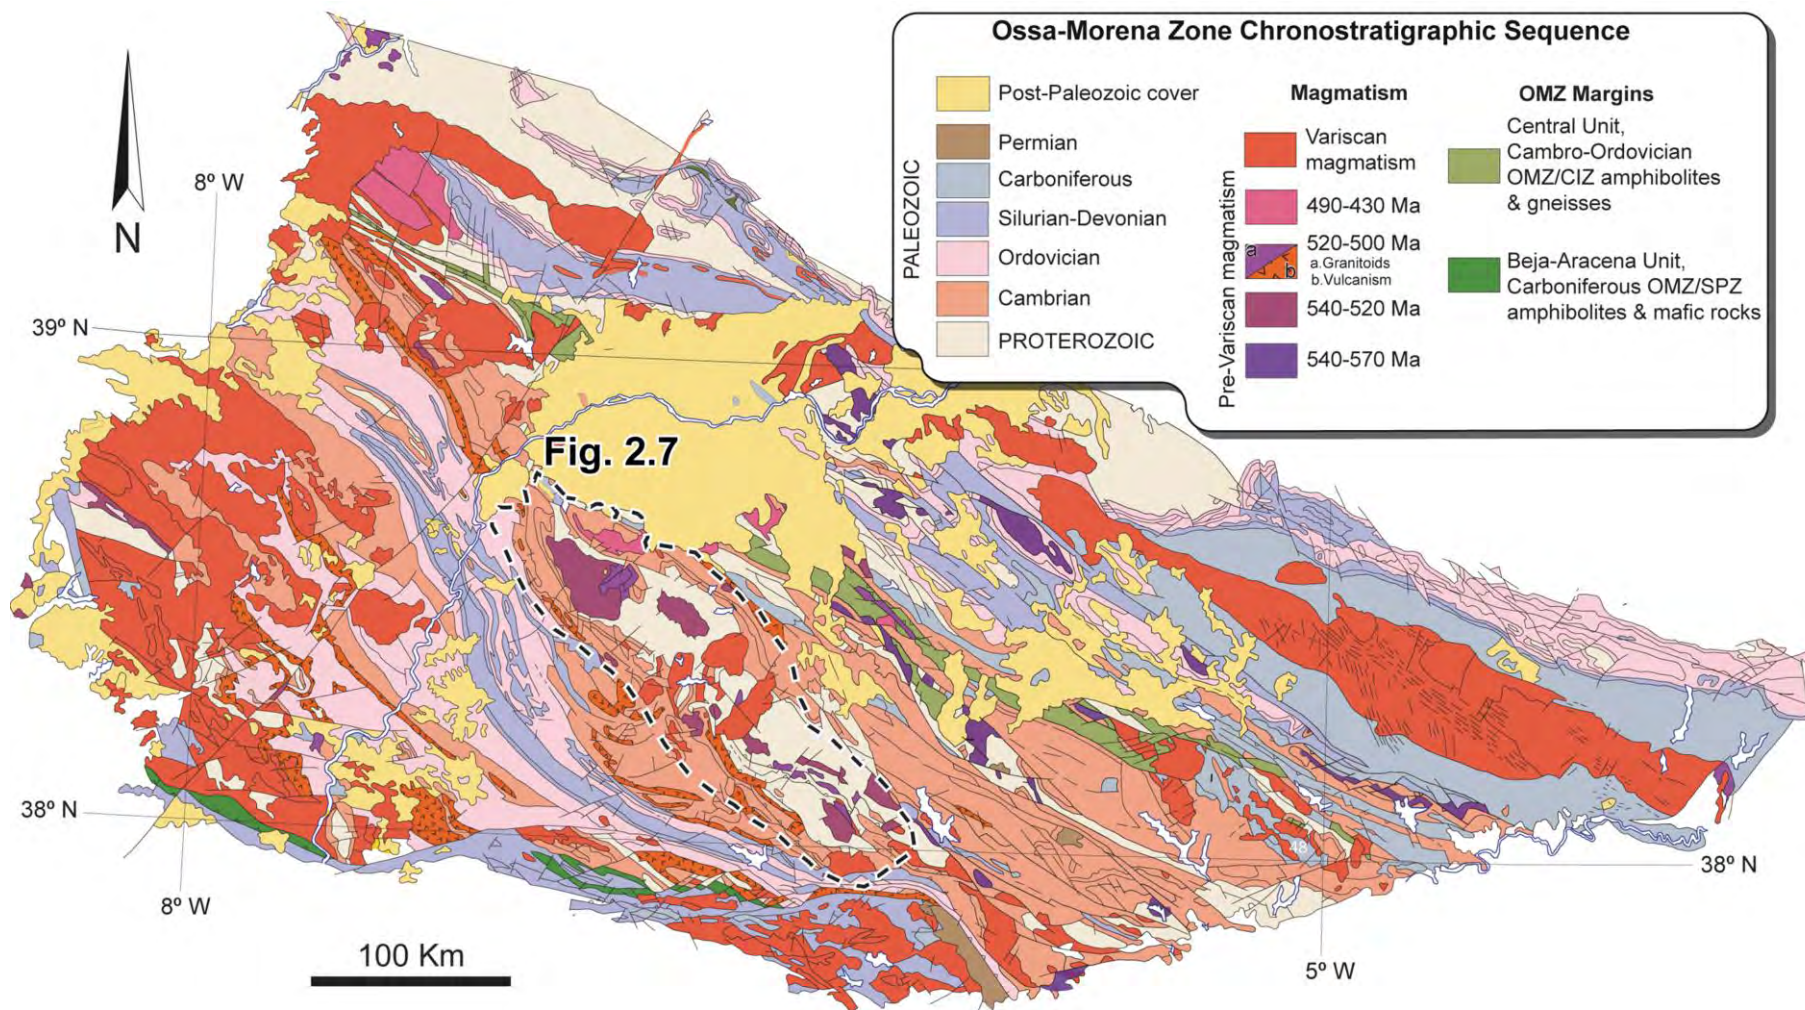 Ossa-Morena Zone Chronostratigraphic Sequence
PALEOZOIC
Post-Paleozoic cover
Permian
Carboniferous
Silurian-Devonian
Ordovician
Cambrian
PROTEROZOIC
Magmatism
Pre-Variscan magmatism
Variscan
magmatism
490-430 Ma
a
b
520-500 Ma
a.Granitoids
b.Vulcanism
540-520 Ma
540-570 Ma
OMZ Margins
Central Unit,
Cambro-Ordovician
OMZ/CIZ amphibolites
& gneisses
Beja-Aracena Unit,
Carboniferous OMZ/SPZ
amphibolites & mafic rocks
N
8º W
39º N
Fig. 2.7
38º N
8º W
48
38º N
5º W
100 Km